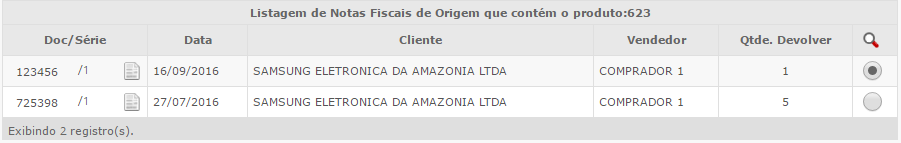 Listagem de Notas Fiscais de Origem que contém o produto:623
Doc/Série Data Cliente Vendedor Qtde. Devolver
123456 /1 16/09/2016 SAMSUNG ELETRONICA DA AMAZONIA LTDA COMPRADOR 1 1
725398 /1 27/07/2016 SAMSUNG ELETRONICA DA AMAZONIA LTDA COMPRADOR 1 5
Exibindo 2 registro(s).